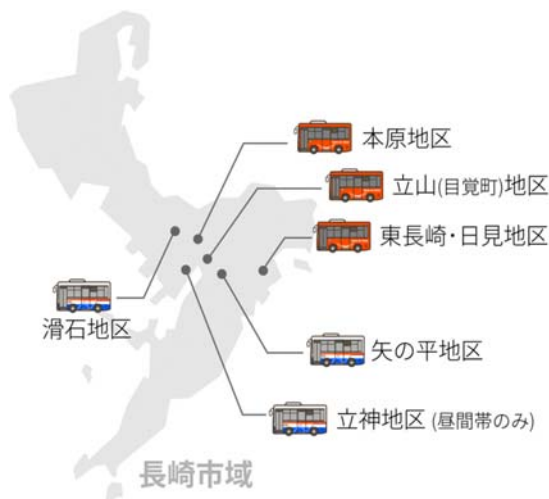 本原地区
立山(目覚町)地区
東長崎・日見地区
滑石地区
矢の平地区
立神地区 (昼間帯のみ)
長崎市域